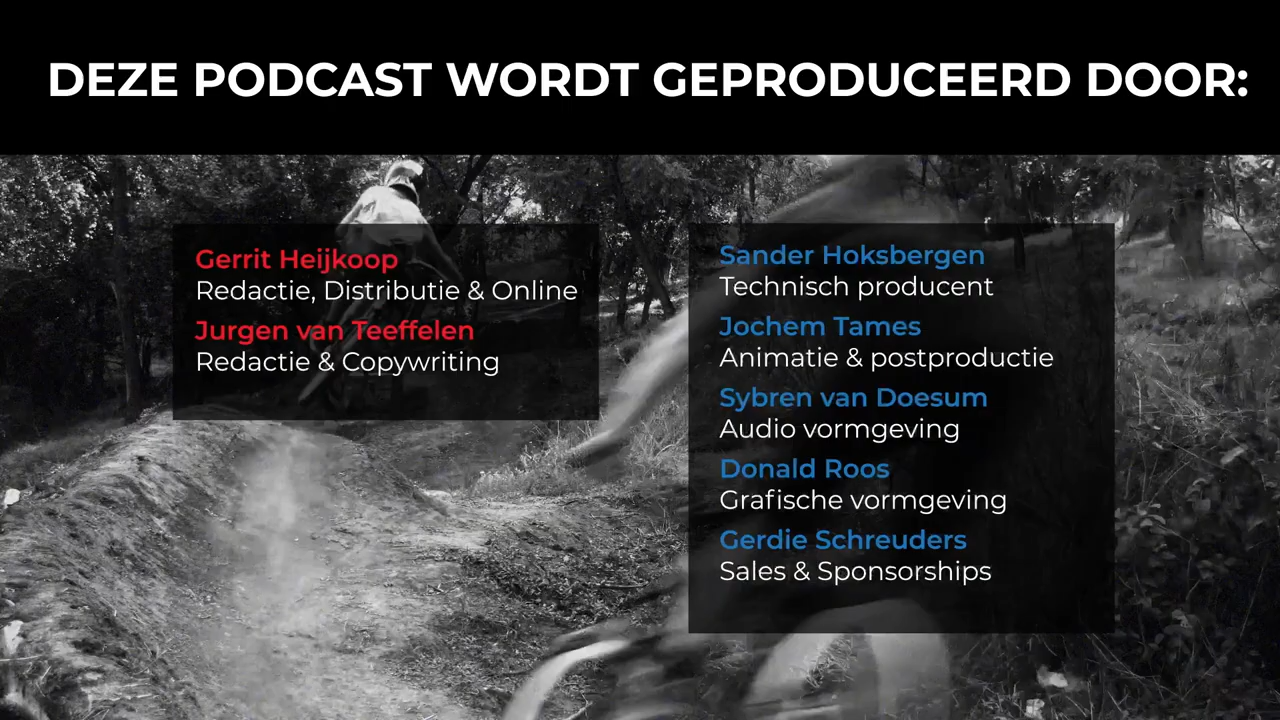 DEZE PODCAST WORDT GEPRODUCEERD DOOR:
Gerrit Heijkoop
Redactie, Distributie & Online
Jurgen van Teeffelen
Redactie & Copywriting
Sander Hoksbergen
Technisch producent
Jochem Tames
Animatie & postproductie
Sybren van Doesum
Audio vormgeving
Donald Roos
Grafische vormgeving
Gerdie Schreuders
Sales & Sponsorships